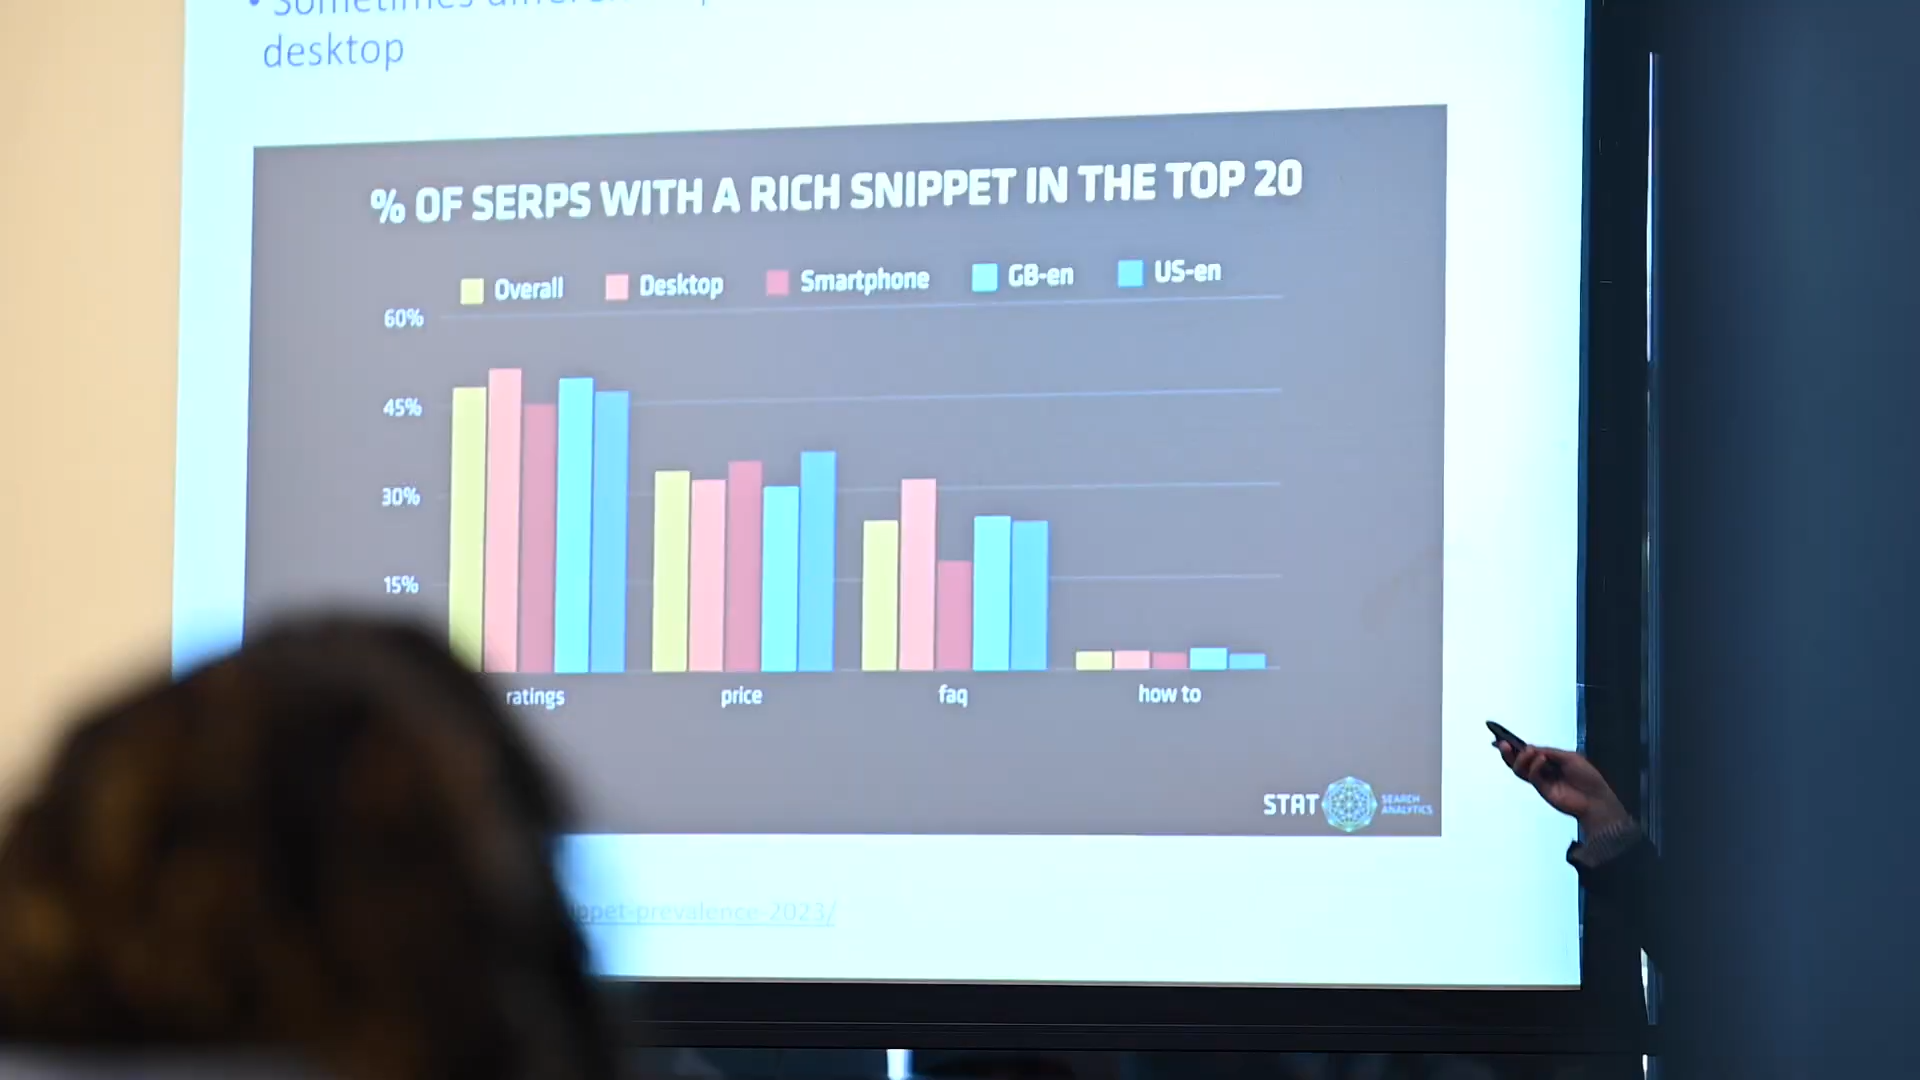 • Sometimes
desktop
% OF SERPS WITH A RICH SNIPPET IN THE TOP 20
Overall Desktop Smartphone GB-en US-en
60%
45%
30%
15%
ratings price faq how to
STAT SEARCH
ANALYTICS
ippet-prevalence-2023/